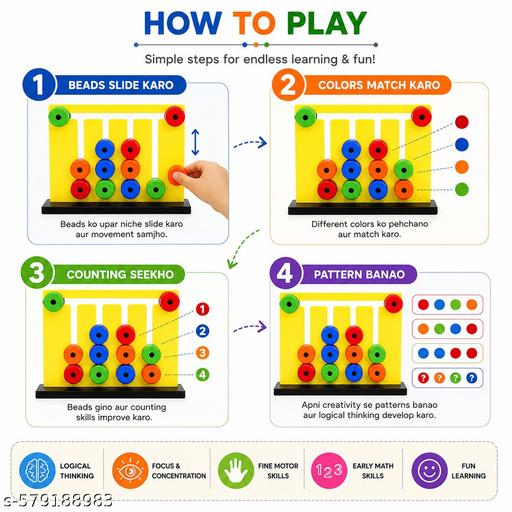 HOW TO PLAY
Simple steps for endless learning & fun!
1 BEADS SLIDE KARO
Beads ko upar niche slide karo
aur movement samjho.
2 COLORS MATCH KARO
Different colors ko pehchano
aur match karo.
3 COUNTING SEEKHO
1
2
3
4
Beads gino aur counting
skills improve karo.
4 PATTERN BANAO
? ? ? ?
Apni creativity se patterns banao
aur logical thinking develop karo.
LOGICAL
THINKING
FOCUS &
CONCENTRATION
FINE MOTOR
SKILLS
123
EARLY MATH
SKILLS
FUN
LEARNING
s-579188983